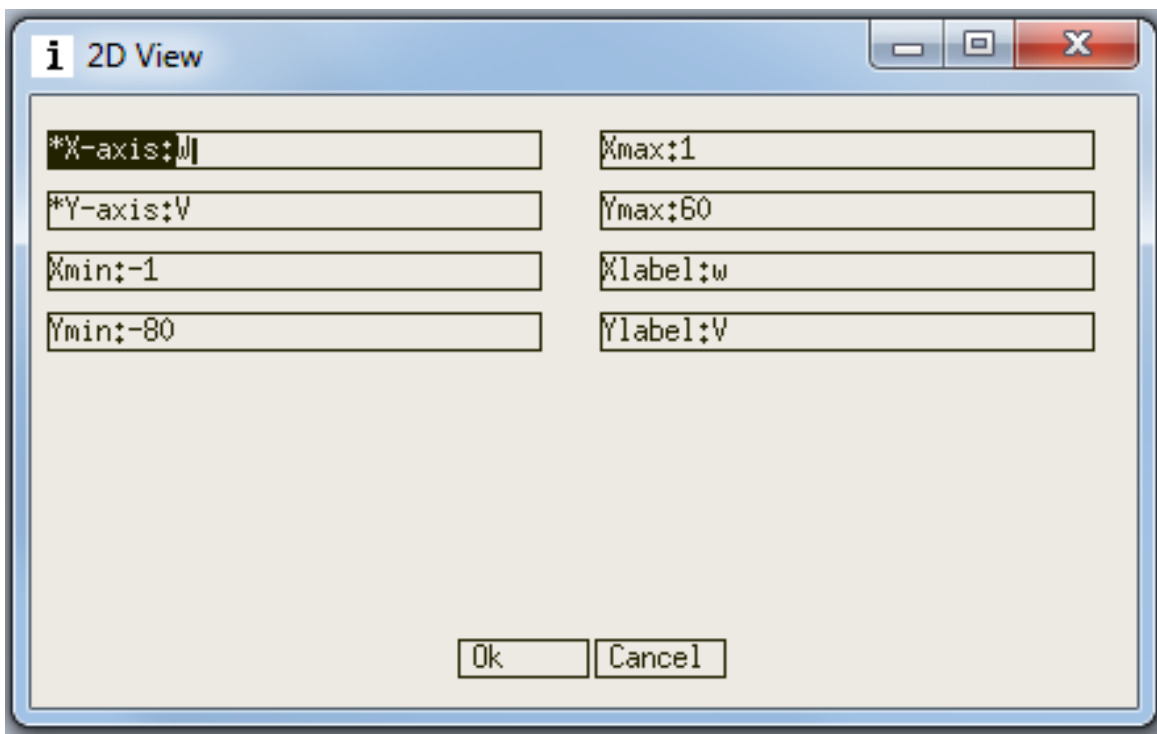 i 2D View
*X-axis:W
Xmax:1
*Y-axis:V
Ymax:60
Xmin:-1
Xlabel:w
Ymin:-80
Ylabel:V
Ok
Cancel